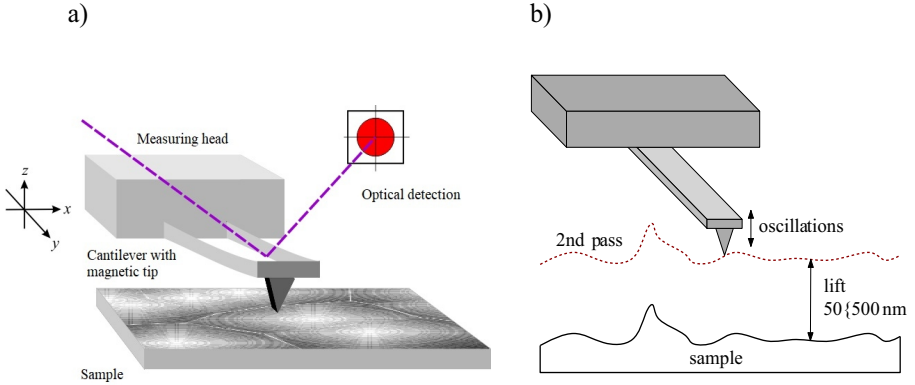 a)
Measuring head
z
x
y
Optical detection
Cantilever with
magnetic tip
Sample
b)
oscillations
2nd pass
lift
50{500 nm
sample